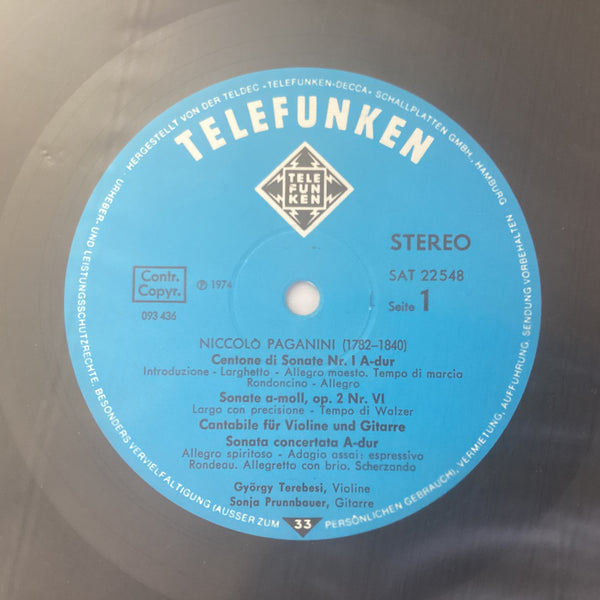 · HERGESTELLT VON DER TELDEC »TELEFUNKEN-DECCA« SCHALLPLATTEN GMBH., HAMBURG ·
URHEBER- UND LEISTUNGSSCHUTZRECHTE, BESONDERS VERVIELFÄLTIGUNG (AUSSER ZUM PERSÖNLICHEN GEBRAUCH), VERMIETUNG, AUFFÜHRUNG, SENDUNG VORBEHALTEN
TELEFUNKEN
TELE
FUN
KEN
STEREO
SAT 22 548
Seite 1
Contr.
Copyr.
℗ 1974
093 436
NICCOLÒ PAGANINI (1782–1840)
Centone di Sonate Nr. I A-dur
Introduzione - Larghetto - Allegro maesto. Tempo di marcia
Rondoncino - Allegro
Sonate a-moll, op. 2 Nr. VI
Largo con precisione - Tempo di Walzer
Cantabile für Violine und Gitarre
Sonata concertata A-dur
Allegro spiritoso - Adagio assai: espressivo
Rondeau. Allegretto con brio. Scherzando
György Terebesi, Violine
Sonja Prunnbauer, Gitarre
33